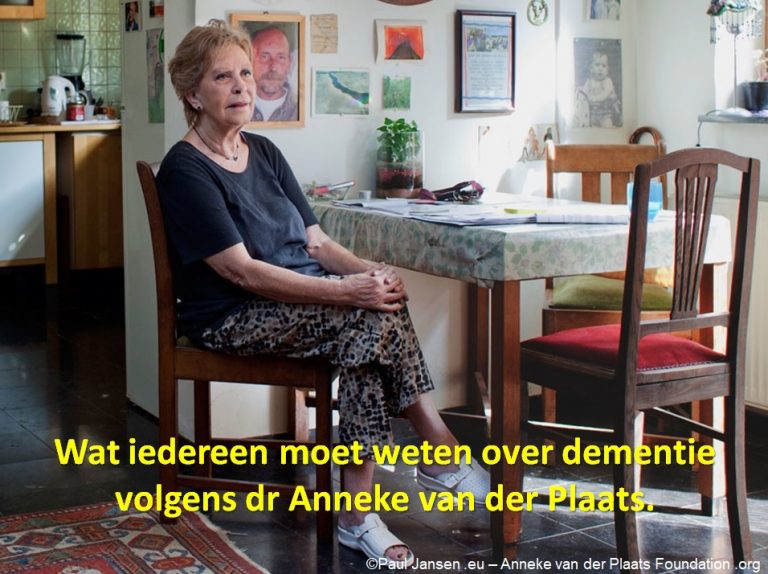 Wat iedereen moet weten over dementie
volgens dr Anneke van der Plaats.
©Paul Jansen .eu – Anneke van der Plaats Foundation .org